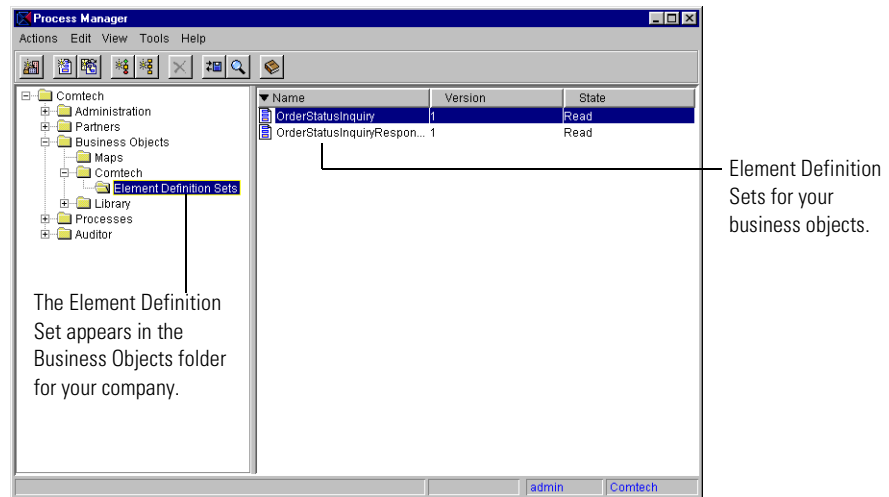 Process Manager
Actions Edit View Tools Help
Comtech
Administration
Partners
Business Objects
Maps
Comtech
Element Definition Sets
Library
Processes
Auditor
Name Version State
OrderStatusInquiry 1 Read
OrderStatusInquiryRespon... 1 Read
Element Definition
Sets for your
business objects.
The Element Definition
Set appears in the
Business Objects folder
for your company.
admin Comtech